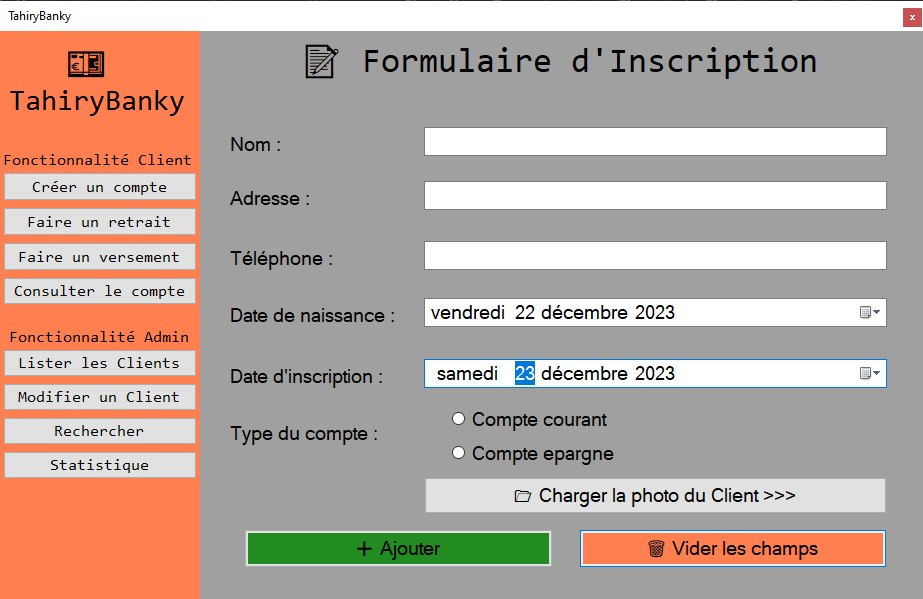 TahiryBanky
x
TahiryBanky
Fonctionnalité Client
Créer un compte
Faire un retrait
Faire un versement
Consulter le compte
Fonctionnalité Admin
Lister les Clients
Modifier un Client
Rechercher
Statistique
Formulaire d'Inscription
Nom :
Adresse :
Téléphone :
Date de naissance :
vendredi 22 décembre 2023
Date d'inscription :
samedi 23 décembre 2023
Type du compte :
Compte courant
Compte epargne
Charger la photo du Client >>>
+ Ajouter
Vider les champs